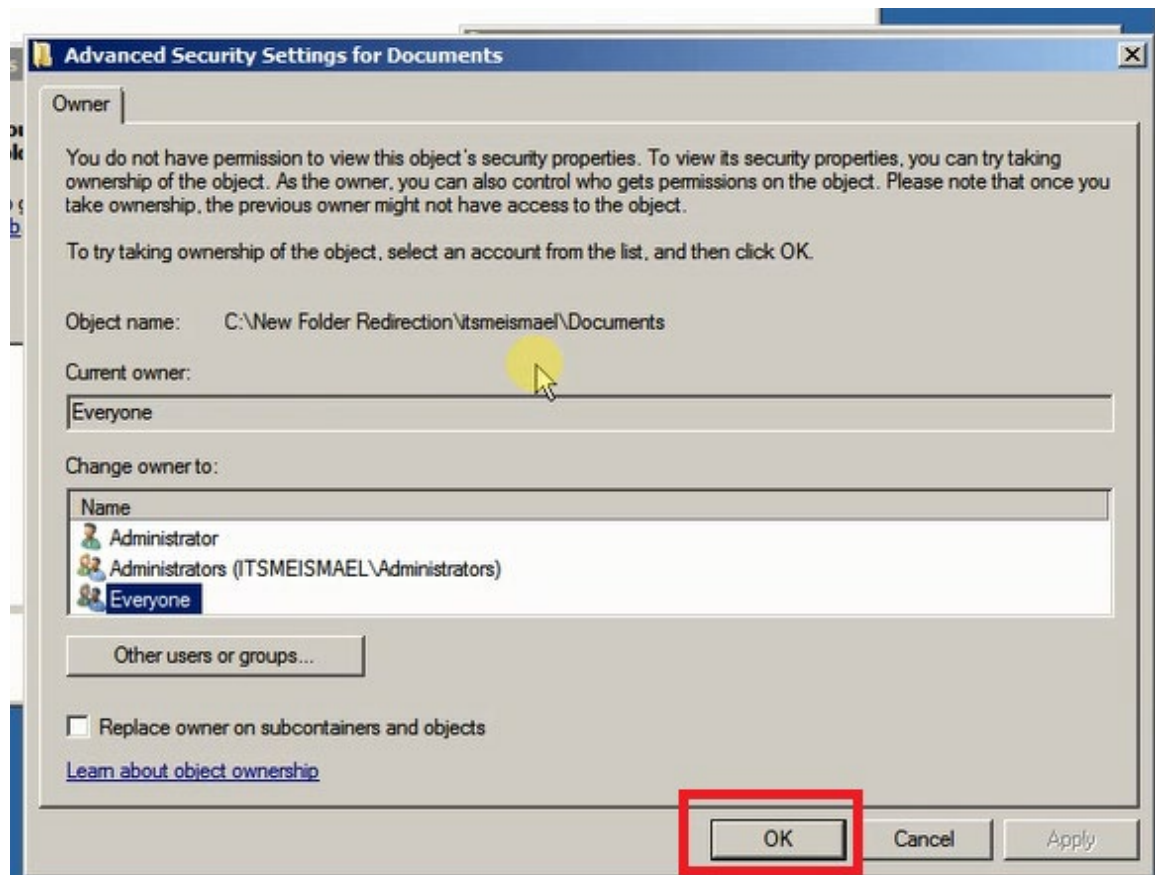 Advanced Security Settings for Documents
Owner
You do not have permission to view this object's security properties. To view its security properties, you can try taking
ownership of the object. As the owner, you can also control who gets permissions on the object. Please note that once you
take ownership, the previous owner might not have access to the object.
To try taking ownership of the object, select an account from the list, and then click OK.
Object name: C:\New Folder Redirection\itsmeismael\Documents
Current owner:
Everyone
Change owner to:
Name
Administrator
Administrators (ITSMEISMAEL\Administrators)
Everyone
Other users or groups...
Replace owner on subcontainers and objects
Learn about object ownership
OK Cancel Apply